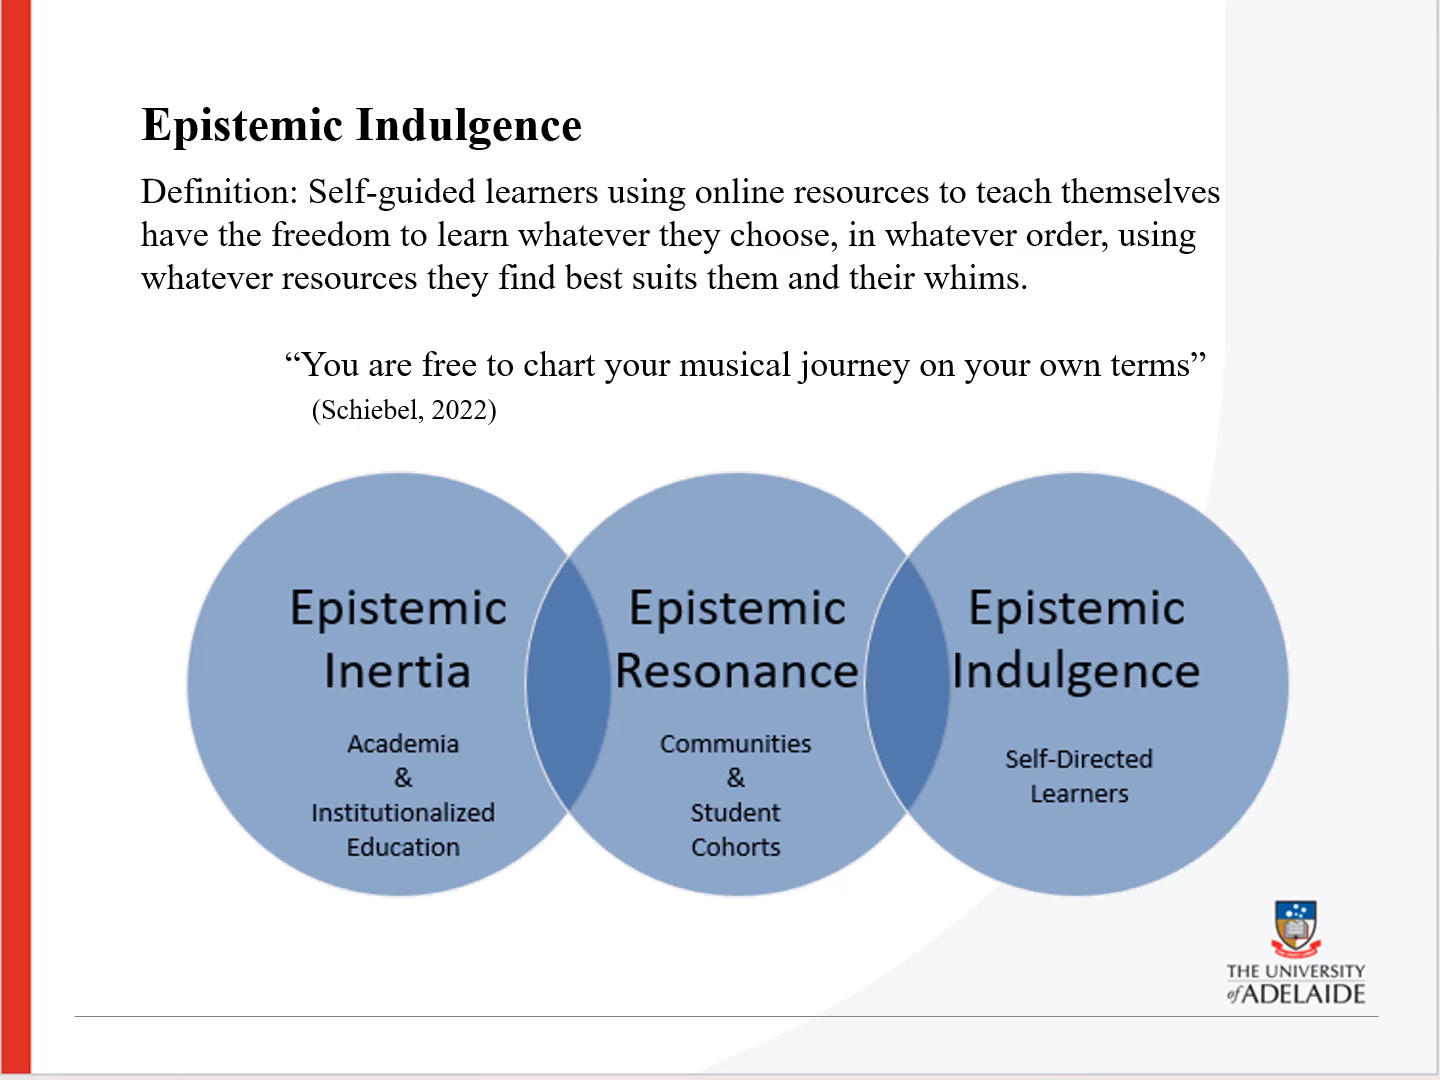 Epistemic Indulgence
Definition: Self-guided learners using online resources to teach themselves
have the freedom to learn whatever they choose, in whatever order, using
whatever resources they find best suits them and their whims.
“You are free to chart your musical journey on your own terms”
(Schiebel, 2022)
Epistemic
Inertia
Academia
&
Institutionalized
Education
Epistemic
Resonance
Communities
&
Student
Cohorts
Epistemic
Indulgence
Self-Directed
Learners
THE UNIVERSITY
of ADELAIDE